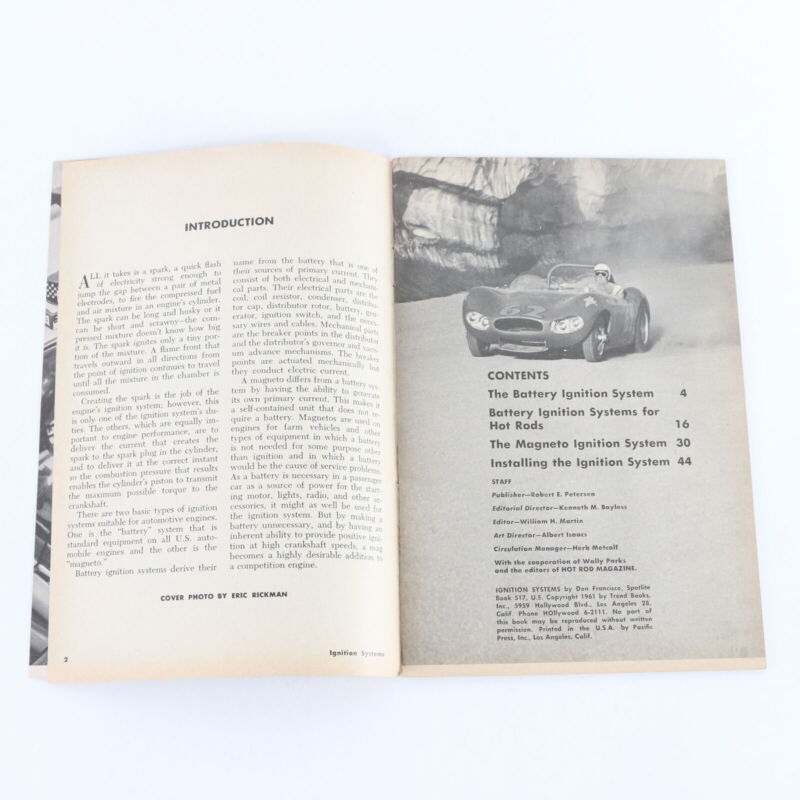 INTRODUCTION
ALL it takes is a spark, a quick flash
of electricity strong enough to
jump the gap between a pair of metal
electrodes, to fire the compressed fuel
and air mixture in an engine's cylinder.
The spark can be long and husky or it
can be short and scrawny—the com-
pressed mixture doesn't know how big
it is. The spark ignites only a tiny por-
tion of the mixture. A flame front that
travels outward in all directions from
the point of ignition continues to travel
until all the mixture in the chamber is
consumed.
Creating the spark is the job of the
engine's ignition system; however, this
is only one of the ignition system's du-
ties. The others, which are equally im-
portant to engine performance, are to
deliver the current that creates the
spark to the spark plug in the cylinder,
and to deliver it at the correct instant
so the combustion pressure that results
enables the cylinder's piston to transmit
the maximum possible torque to the
crankshaft.
There are two basic types of ignition
systems suitable for automotive engines.
One is the "battery" system that is
standard equipment on all U.S. auto-
mobile engines and the other is the
"magneto."
Battery ignition systems derive their
name from the battery that is one of
their sources of primary current. They
consist of both electrical and mechan-
ical parts. Their electrical parts are the
coil, coil resistor, condenser, distribu-
tor cap, distributor rotor, battery, gen-
erator, ignition switch, and the neces-
sary wires and cables. Mechanical parts
are the breaker points in the distributor
and the distributor's governor and vacu-
um advance mechanisms. The breaker
points are actuated mechanically but
they conduct electric current.
A magneto differs from a battery sys-
tem by having the ability to generate
its own primary current. This makes it
a self-contained unit that does not re-
quire a battery. Magnetos are used on
engines for farm vehicles and other
types of equipment in which a battery
is not needed for some purpose other
than ignition and in which a battery
would be the cause of service problems.
As a battery is necessary in a passenger
car as a source of power for the start-
ing motor, lights, radio, and other ac-
cessories, it might as well be used for
the ignition system. But by making a
battery unnecessary, and by having an
inherent ability to provide positive igni-
tion at high crankshaft speeds, a mag
becomes a highly desirable addition to
a competition engine.
COVER PHOTO BY ERIC RICKMAN
2
Ignition Systems
62
CONTENTS
The Battery Ignition System 4
Battery Ignition Systems for
Hot Rods 16
The Magneto Ignition System 30
Installing the Ignition System 44
STAFF
Publisher—Robert E. Petersen
Editorial Director—Kenneth M. Bayless
Editor—William H. Martin
Art Director—Albert Isaacs
Circulation Manager—Herb Metcalf
With the cooperation of Wally Parks
and the editors of HOT ROD MAGAZINE.
IGNITION SYSTEMS by Don Francisco, Spotlite
Book 517, U.S. Copyright 1961 by Trend Books,
Inc., 5959 Hollywood Blvd., Los Angeles 28,
Calif. Phone HOllywood 6-2111. No part of
this book may be reproduced without written
permission. Printed in the U.S.A. by Pacific
Press, Inc., Los Angeles, Calif.